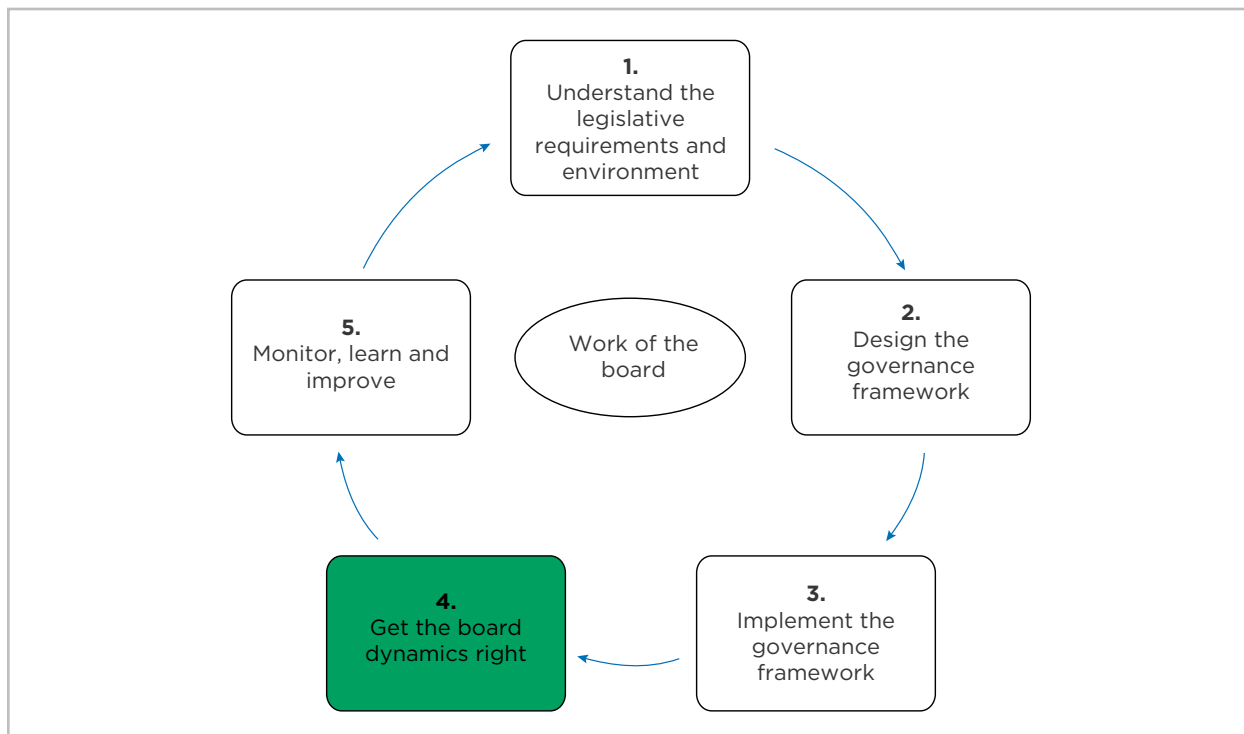 1.
Understand the
legislative
requirements and
environment
2.
Design the
governance
framework
3.
Implement the
governance
framework
4.
Get the board
dynamics right
5.
Monitor, learn and
improve
Work of the
board